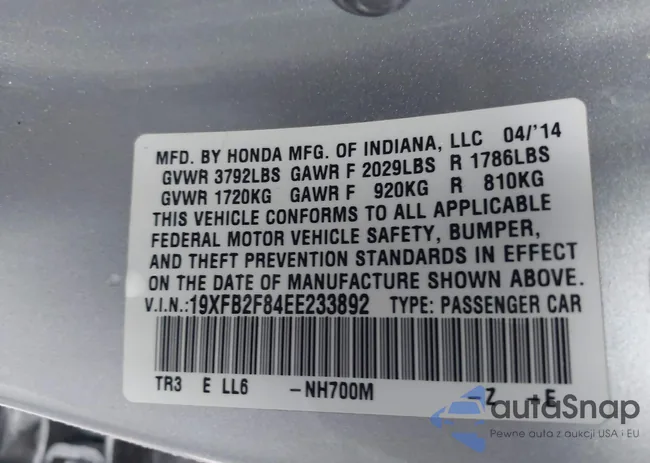 MFD. BY HONDA MFG. OF INDIANA, LLC 04/'14
GVWR 3792LBS GAWR F 2029LBS R 1786LBS
GVWR 1720KG GAWR F 920KG R 810KG
THIS VEHICLE CONFORMS TO ALL APPLICABLE
FEDERAL MOTOR VEHICLE SAFETY, BUMPER,
AND THEFT PREVENTION STANDARDS IN EFFECT
ON THE DATE OF MANUFACTURE SHOWN ABOVE.
V.I.N.:19XFB2F84EE233892 TYPE: PASSENGER CAR
TR3 E LL6 -NH700M -Z -E
autaSnap
Pewne auta z aukcji USA i EU